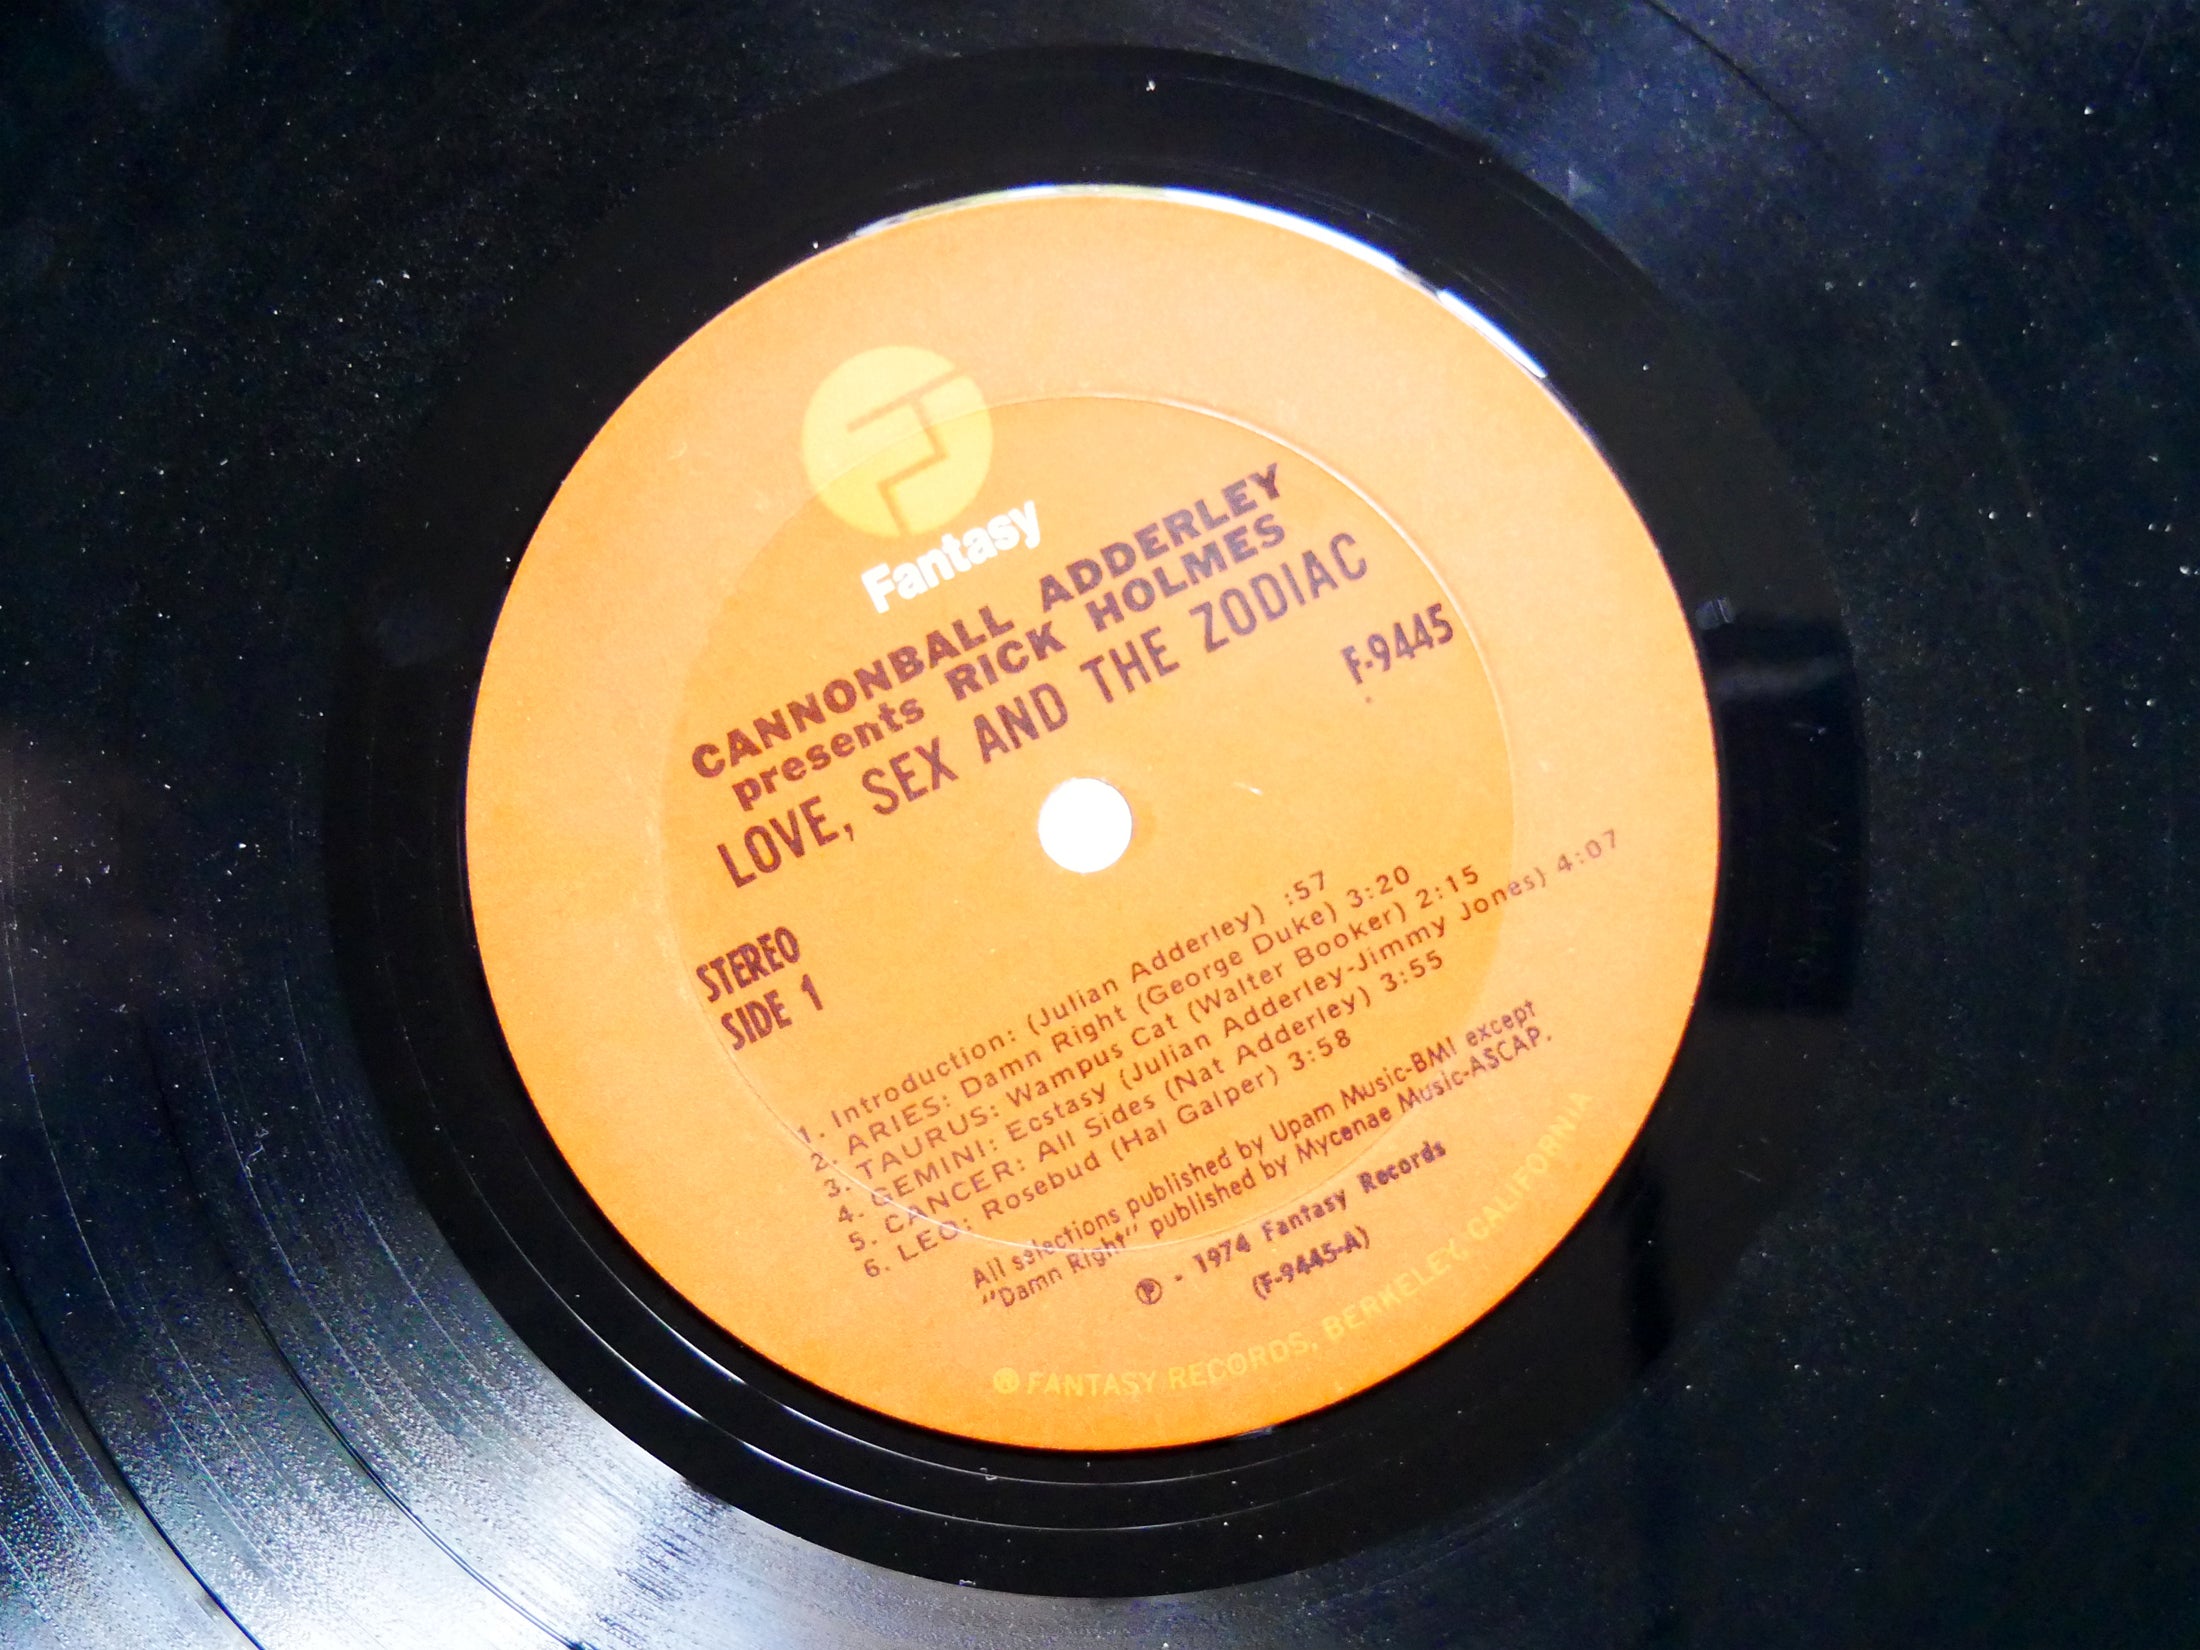 Fantasy
CANNONBALL ADDERLEY
presents RICK HOLMES
LOVE, SEX AND THE ZODIAC
F-9445
STEREO
SIDE 1
1. Introduction: (Julian Adderley) :57
2. ARIES: Damn Right (George Duke) 3:20
3. TAURUS: Wampus Cat (Walter Booker) 2:15
4. GEMINI: Ecstasy (Julian Adderley-Jimmy Jones) 4:07
5. CANCER: All Sides (Nat Adderley) 3:55
6. LEO: Rosebud (Hal Galper) 3:58
All selections published by Upam Music-BMI except
"Damn Right" published by Mycenae Music-ASCAP.
℗ - 1974 Fantasy Records
(F-9445-A)
® FANTASY RECORDS, BERKELEY, CALIFORNIA